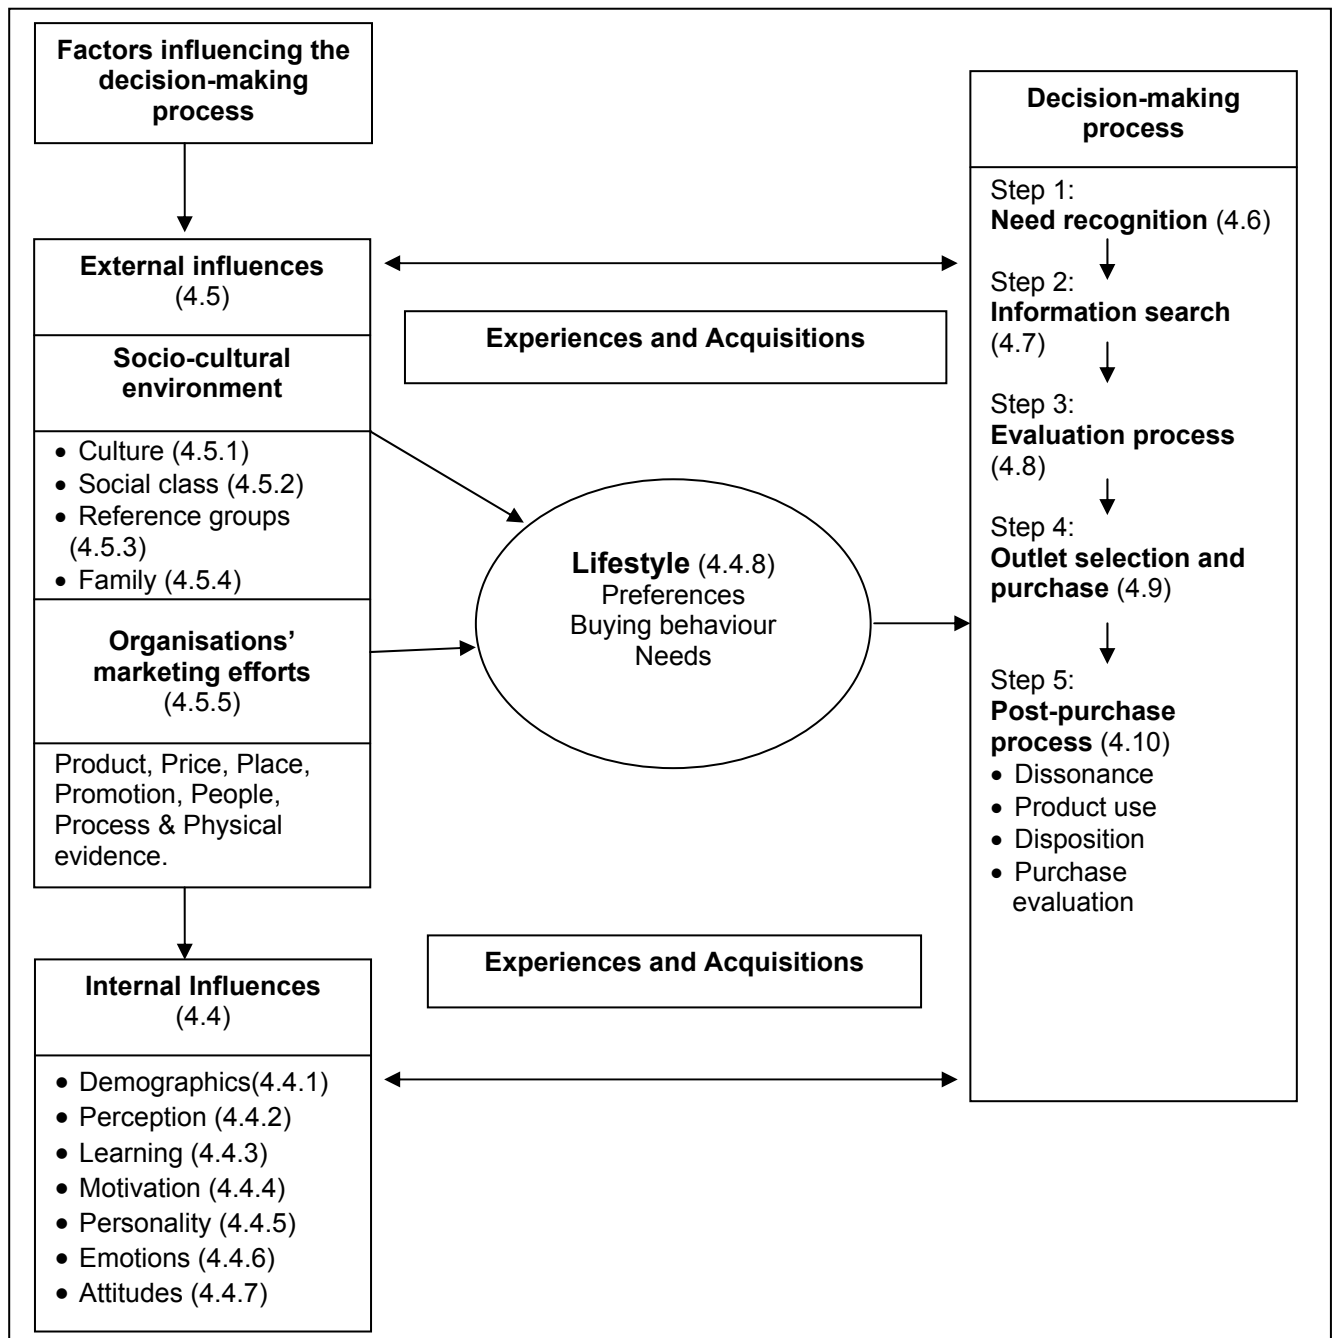 Factors influencing the
decision-making
process
External influences
(4.5)
Socio-cultural
environment
• Culture (4.5.1)
• Social class (4.5.2)
• Reference groups
(4.5.3)
• Family (4.5.4)
Organisations’
marketing efforts
(4.5.5)
Product, Price, Place,
Promotion, People,
Process & Physical
evidence.
Internal Influences
(4.4)
• Demographics(4.4.1)
• Perception (4.4.2)
• Learning (4.4.3)
• Motivation (4.4.4)
• Personality (4.4.5)
• Emotions (4.4.6)
• Attitudes (4.4.7)
Experiences and Acquisitions
Lifestyle (4.4.8)
Preferences
Buying behaviour
Needs
Experiences and Acquisitions
Decision-making
process
Step 1:
Need recognition (4.6)
Step 2:
Information search
(4.7)
Step 3:
Evaluation process
(4.8)
Step 4:
Outlet selection and
purchase (4.9)
Step 5:
Post-purchase
process (4.10)
• Dissonance
• Product use
• Disposition
• Purchase
evaluation